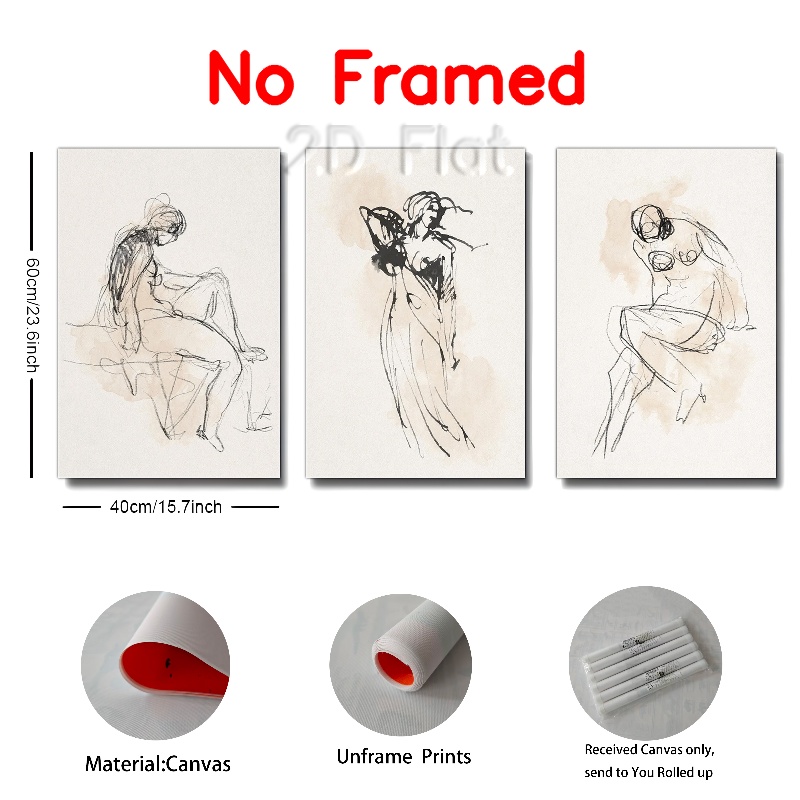 No Framed
2D Flat
60cm/23.6inch
40cm/15.7inch
Material:Canvas
Unframe Prints
Received Canvas only,
send to You Rolled up